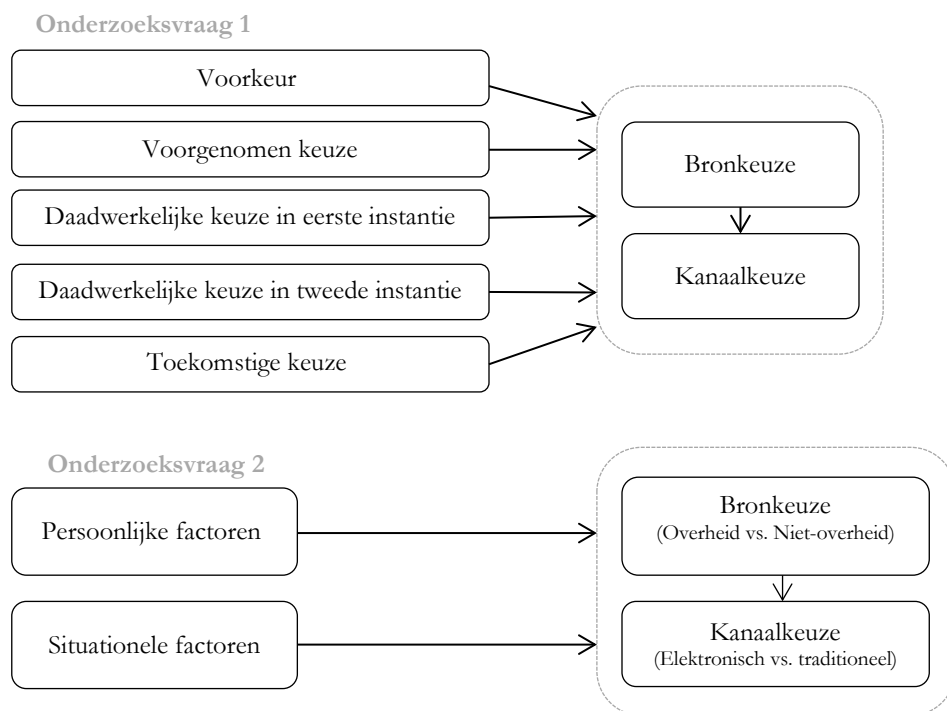 Onderzoeksvraag 1
Voorkeur
Voorgenomen keuze
Daadwerkelijke keuze in eerste instantie
Daadwerkelijke keuze in tweede instantie
Toekomstige keuze
Bronkeuze
Kanaalkeuze
Onderzoeksvraag 2
Persoonlijke factoren
Situationele factoren
Bronkeuze
(Overheid vs. Niet-overheid)
Kanaalkeuze
(Elektronisch vs. traditioneel)